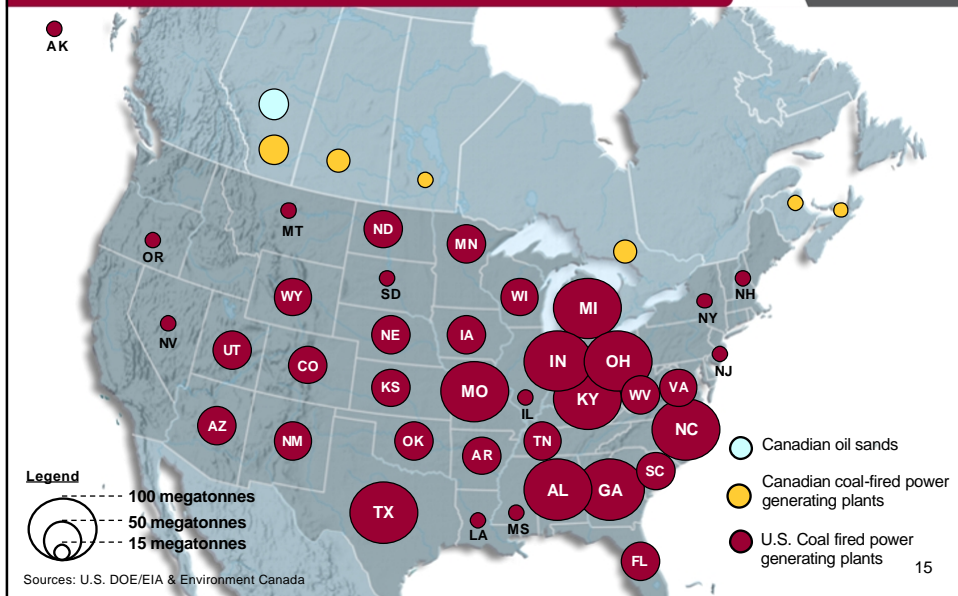 AK
MT
ND
MN
OR
SD
WY
WI
MI
NH
NY
NV
UT
NE
IA
NJ
CO
IN
OH
KS
MO
IL
KY
WV
VA
AZ
NM
OK
AR
TN
NC
SC
TX
AL
GA
LA
MS
FL
Canadian oil sands
Canadian coal-fired power
generating plants
U.S. Coal fired power
generating plants
Legend
100 megatonnes
50 megatonnes
15 megatonnes
Sources: U.S. DOE/EIA & Environment Canada
15